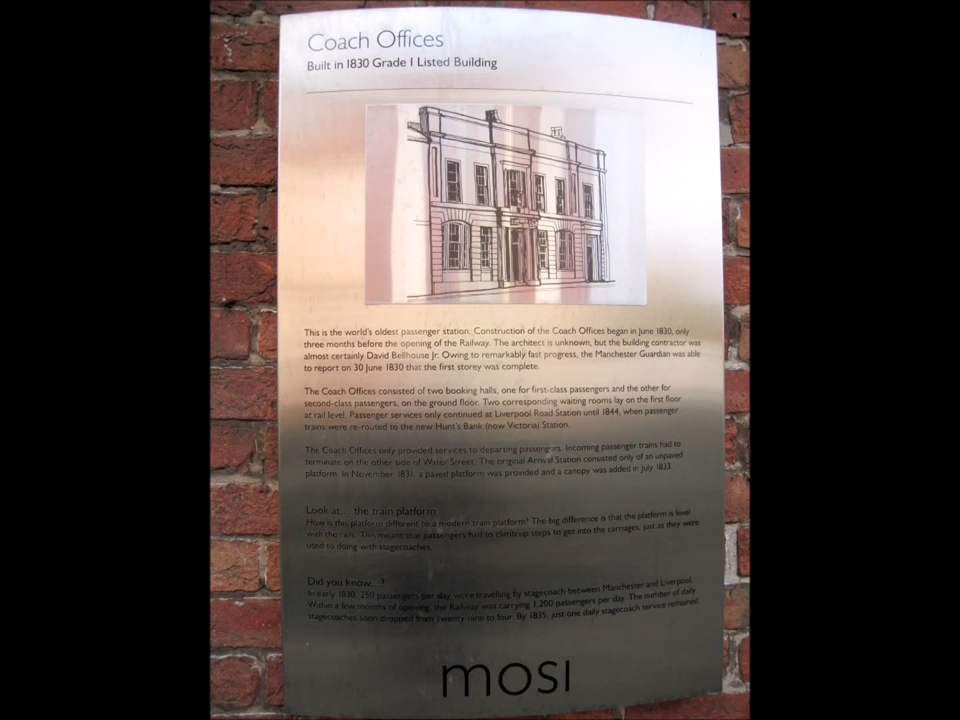 Coach Offices
Built in 1830 Grade I Listed Building
This is the world's oldest passenger station. Construction of the Coach Offices began in June 1830, only
three months before the opening of the Railway. The architect is unknown, but the building contractor was
almost certainly David Bellhouse Jr. Owing to remarkably fast progress, the Manchester Guardian was able
to report on 30 June 1830 that the first storey was complete.
The Coach Offices consisted of two booking halls, one for first-class passengers and the other for
second-class passengers, on the ground floor. Two corresponding waiting rooms lay on the first floor
at rail level. Passenger services only continued at Liverpool Road Station until 1844, when passenger
trains were re-routed to the new Hunt's Bank (now Victoria) Station.
The Coach Offices only provided services to departing passengers. Incoming passenger trains had to
terminate on the other side of Water Street. The original Arrival Station consisted only of an unpaved
platform. In November 1831, a paved platform was provided and a canopy was added in July 1833.
Look at... the train platform
How is this platform different to a modern train platform? The big difference is that the platform is level
with the rails. This meant that passengers had to climb up steps to get into the carriages, just as they were
used to doing with stagecoaches.
Did you know...?
In early 1830, 250 passengers per day were travelling by stagecoach between Manchester and Liverpool.
Within a few months of opening, the Railway was carrying 1,200 passengers per day. The number of daily
stagecoaches soon dropped from twenty-nine to four. By 1835, just one daily stagecoach service remained.
mosi